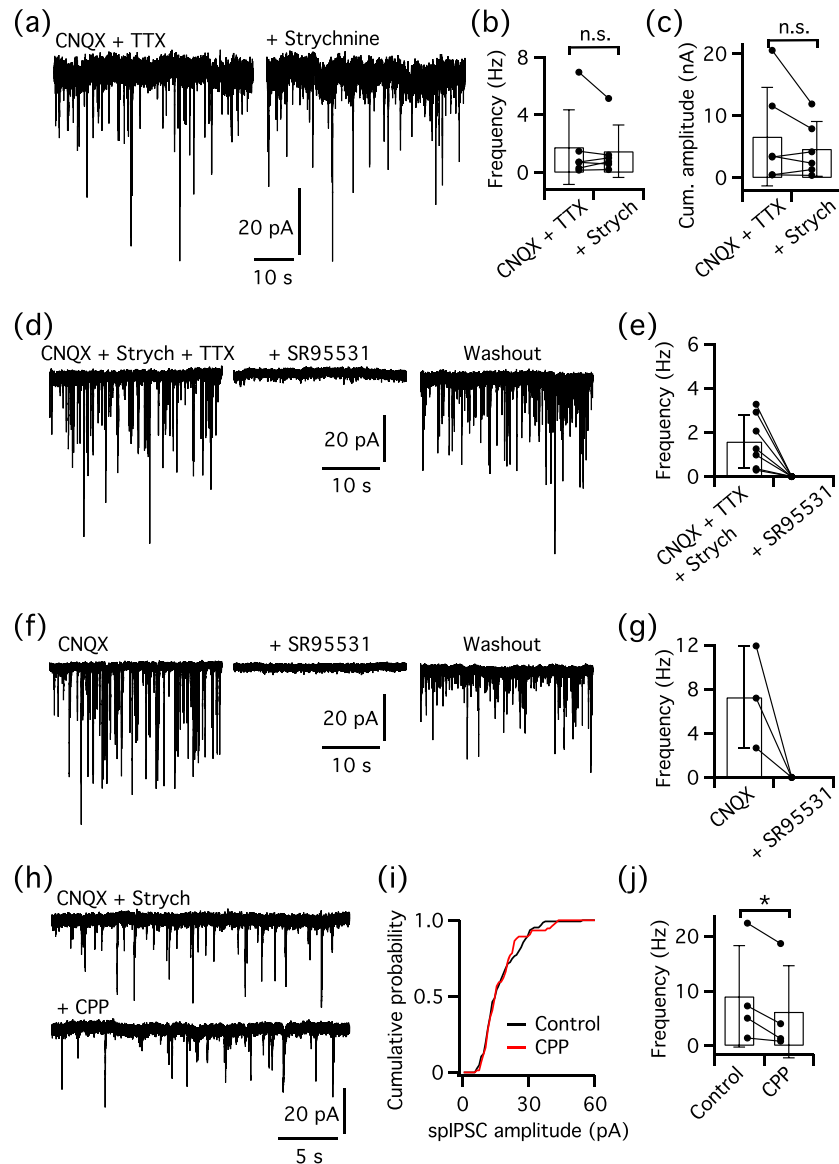 (a)
CNQX + TTX
+ Strychnine
20 pA
10 s
(b)
n.s.
Frequency (Hz)
8
4
0
CNQX + TTX
+ Strych
(c)
n.s.
Cum. amplitude (nA)
20
10
0
CNQX + TTX
+ Strych
(d)
CNQX + Strych + TTX
+ SR95531
Washout
20 pA
10 s
(e)
Frequency (Hz)
6
4
2
0
CNQX + TTX
+ Strych
+ SR95531
(f)
CNQX
+ SR95531
Washout
20 pA
10 s
(g)
Frequency (Hz)
12
8
4
0
CNQX
+ SR95531
(h)
CNQX + Strych
+ CPP
20 pA
5 s
(i)
Cumulative probability
1.0
0.5
0
Control
CPP
0 30 60
spIPSC amplitude (pA)
(j)
*
Frequency (Hz)
20
10
0
Control
CPP